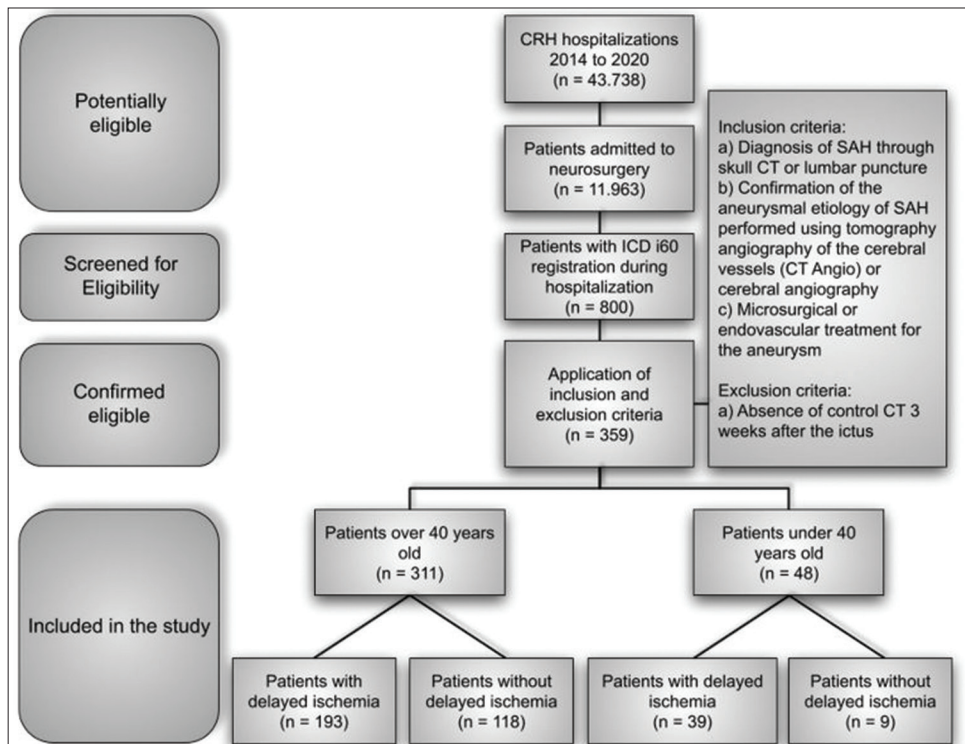 Potentially
eligible
CRH hospitalizations
2014 to 2020
(n = 43.738)
Patients admitted to
neurosurgery
(n = 11.963)
Inclusion criteria:
a) Diagnosis of SAH through
skull CT or lumbar puncture
b) Confirmation of the
aneurysmal etiology of SAH
performed using tomography
angiography of the cerebral
vessels (CT Angio) or
cerebral angiography
c) Microsurgical or
endovascular treatment for
the aneurysm
Exclusion criteria:
a) Absence of control CT 3
weeks after the ictus
Screened for
Eligibility
Patients with ICD i60
registration during
hospitalization
(n = 800)
Confirmed
eligible
Application of
inclusion and
exclusion criteria
(n = 359)
Included in the study
Patients over 40 years
old
(n = 311)
Patients under 40
years old
(n = 48)
Patients with
delayed ischemia
(n = 193)
Patients without
delayed ischemia
(n = 118)
Patients with delayed
ischemia
(n = 39)
Patients without
delayed ischemia
(n = 9)